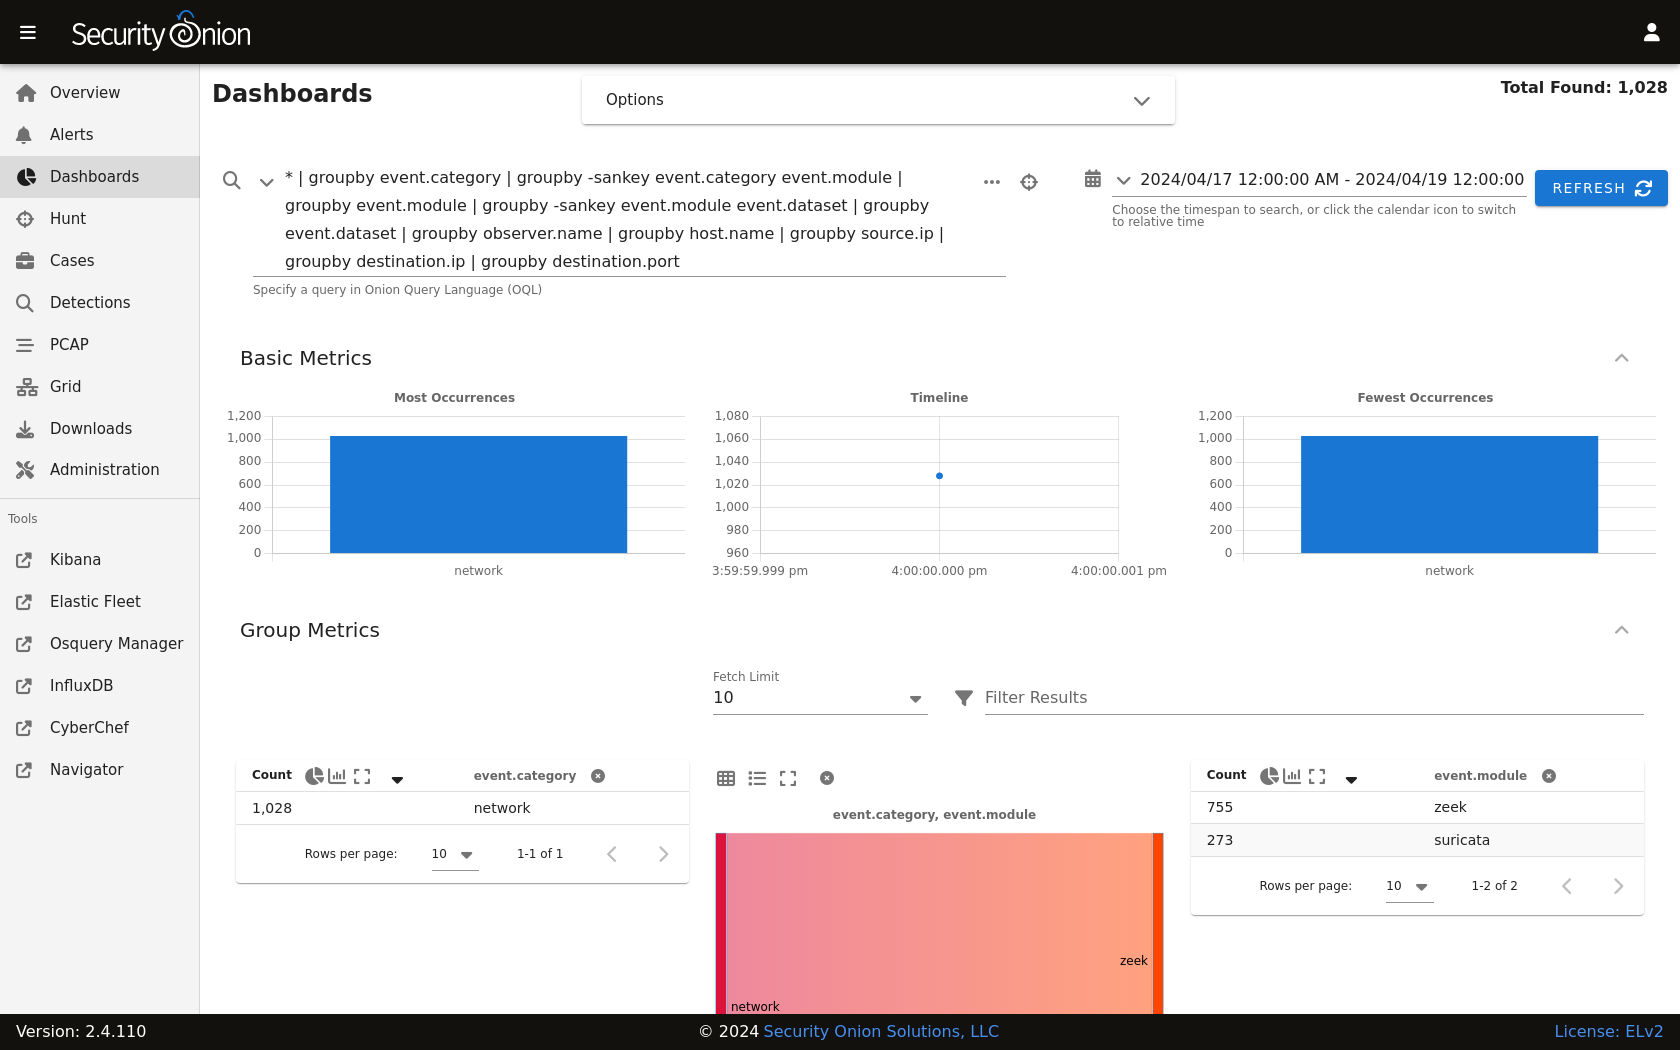 Security Onion
Overview
Alerts
Dashboards
Hunt
Cases
Detections
PCAP
Grid
Downloads
Administration
Tools
Kibana
Elastic Fleet
Osquery Manager
InfluxDB
CyberChef
Navigator
Dashboards
Options
Total Found: 1,028
* | groupby event.category | groupby -sankey event.category event.module |
groupby event.module | groupby -sankey event.module event.dataset | groupby
event.dataset | groupby observer.name | groupby host.name | groupby source.ip |
groupby destination.ip | groupby destination.port
Specify a query in Onion Query Language (OQL)
2024/04/17 12:00:00 AM - 2024/04/19 12:00:00
Choose the timespan to search, or click the calendar icon to switch
to relative time
REFRESH
Basic Metrics
Most Occurrences
1,200
1,000
800
600
400
200
0
network
Timeline
1,080
1,060
1,040
1,020
1,000
980
960
3:59:59.999 pm 4:00:00.000 pm 4:00:00.001 pm
Fewest Occurrences
1,200
1,000
800
600
400
200
0
network
Group Metrics
Fetch Limit
10
Filter Results
Count event.category
1,028 network
Rows per page: 10 1-1 of 1
event.category, event.module
zeek
network
Count event.module
755 zeek
273 suricata
Rows per page: 10 1-2 of 2
Version: 2.4.110
© 2024 Security Onion Solutions, LLC
License: ELv2